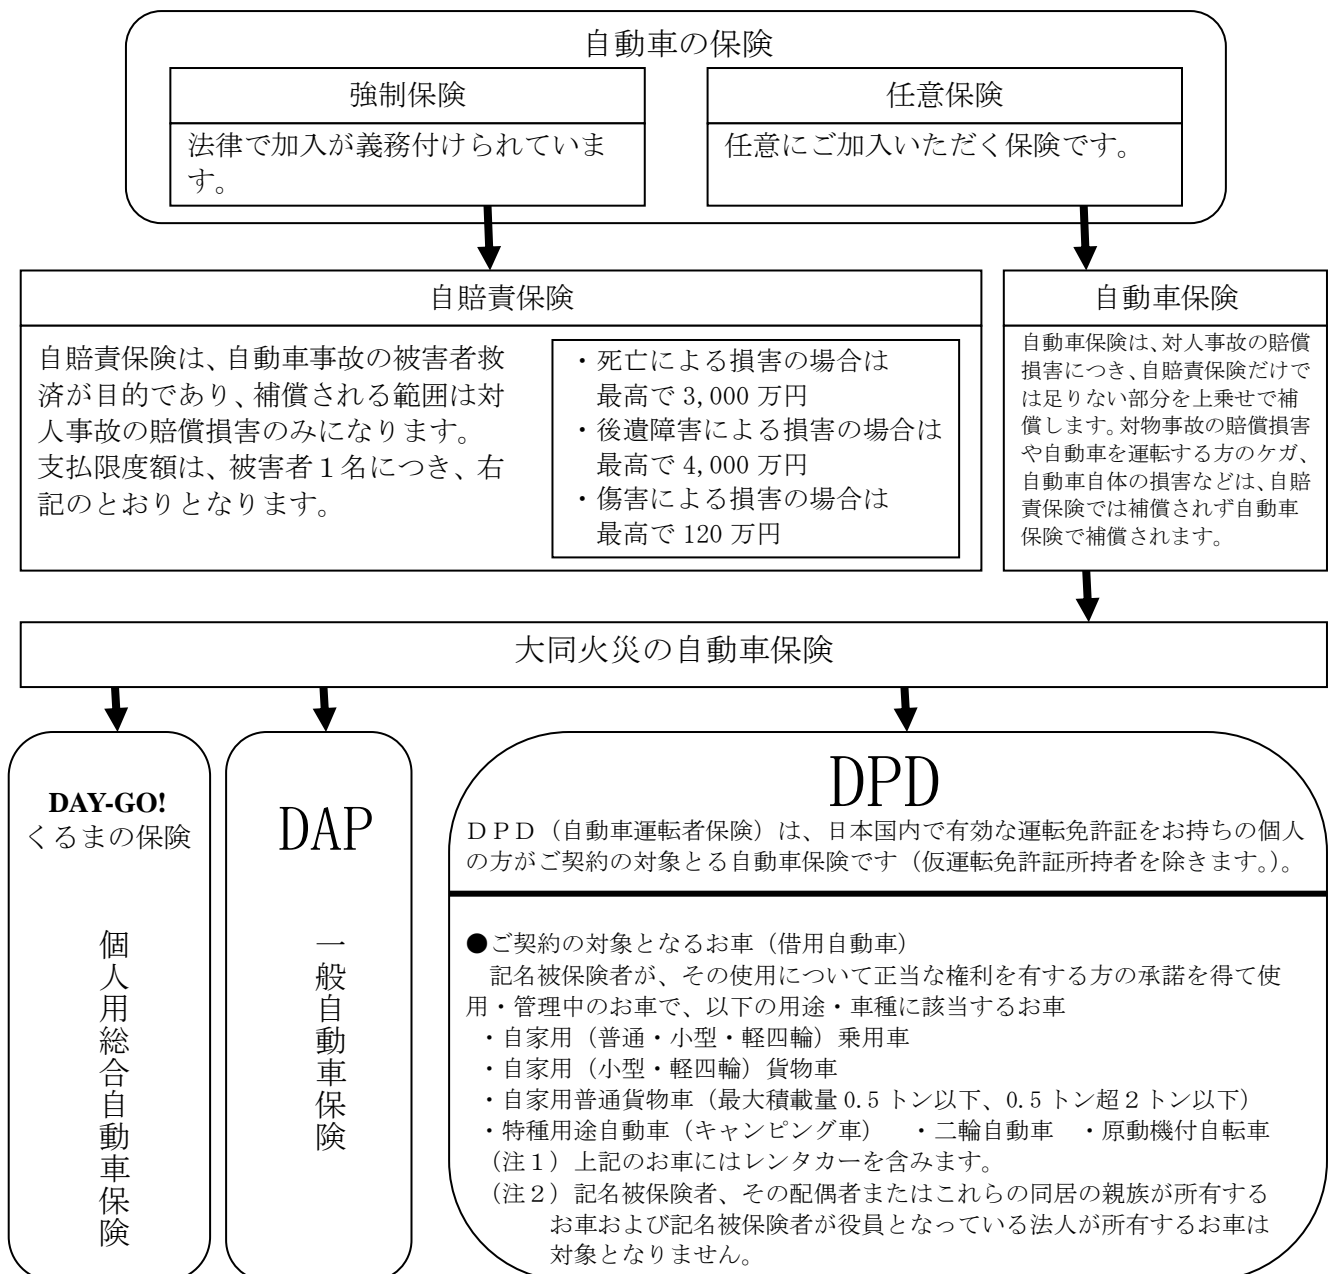 自動車の保険
強制保険
法律で加入が義務付けられていま
す。
任意保険
任意にご加入いただく保険です。
自賠責保険
自賠責保険は、自動車事故の被害者救
済が目的であり、補償される範囲は対
人事故の賠償損害のみになります。
支払限度額は、被害者1名につき、右
記のとおりとなります。
・死亡による損害の場合は
最高で3,000万円
・後遺障害による損害の場合は
最高で4,000万円
・傷害による損害の場合は
最高で120万円
自動車保険
自動車保険は、対人事故の賠償
損害につき、自賠責保険だけで
は足りない部分を上乗せで補
償します。対物事故の賠償損害
や自動車を運転する方のケガ、
自動車自体の損害などは、自賠
責保険では補償されず自動車
保険で補償されます。
大同火災の自動車保険
DAY-GO!
くるまの保険
個人用総合自動車保険
DAP
一般自動車保険
DPD
DPD(自動車運転者保険)は、日本国内で有効な運転免許証をお持ちの個人
の方がご契約の対象とる自動車保険です(仮運転免許証所持者を除きます。)。
●ご契約の対象となるお車(借用自動車)
記名被保険者が、その使用について正当な権利を有する方の承諾を得て使
用・管理中のお車で、以下の用途・車種に該当するお車
・自家用(普通・小型・軽四輪)乗用車
・自家用(小型・軽四輪)貨物車
・自家用普通貨物車(最大積載量0.5トン以下、0.5トン超2トン以下)
・特種用途自動車(キャンピング車) ・二輪自動車 ・原動機付自転車
(注1)上記のお車にはレンタカーを含みます。
(注2)記名被保険者、その配偶者またはこれらの同居の親族が所有する
お車および記名被保険者が役員となっている法人が所有するお車は
対象となりません。